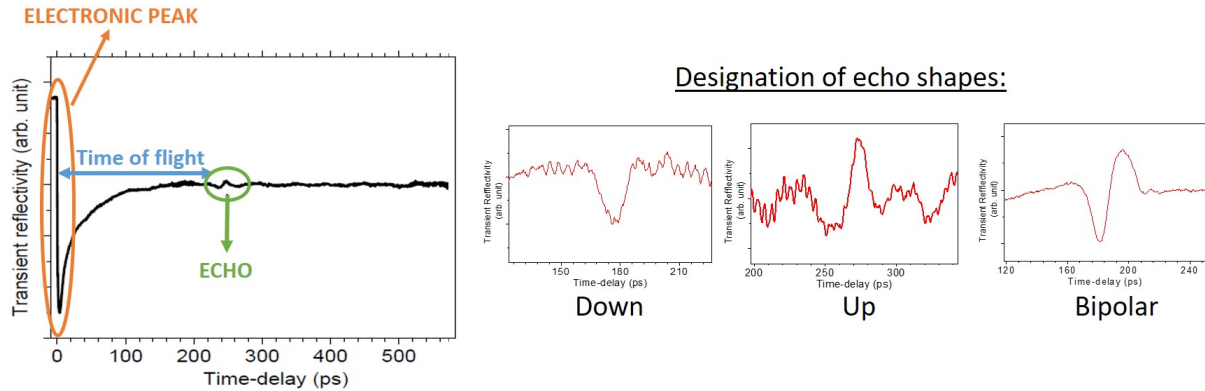 ELECTRONIC PEAK
Transient reflectivity (arb. unit)
Time of flight
ECHO
0 100 200 300 400 500
Time-delay (ps)
Designation of echo shapes:
Transient Reflectivity
(arb. unit)
150 180 210
Time-delay (ps)
Down
Transient Reflectivity
(arb. unit)
200 250 300
Time-delay (ps)
Up
Transient Reflectivity
(arb. unit)
120 160 200 240
Time-delay (ps)
Bipolar